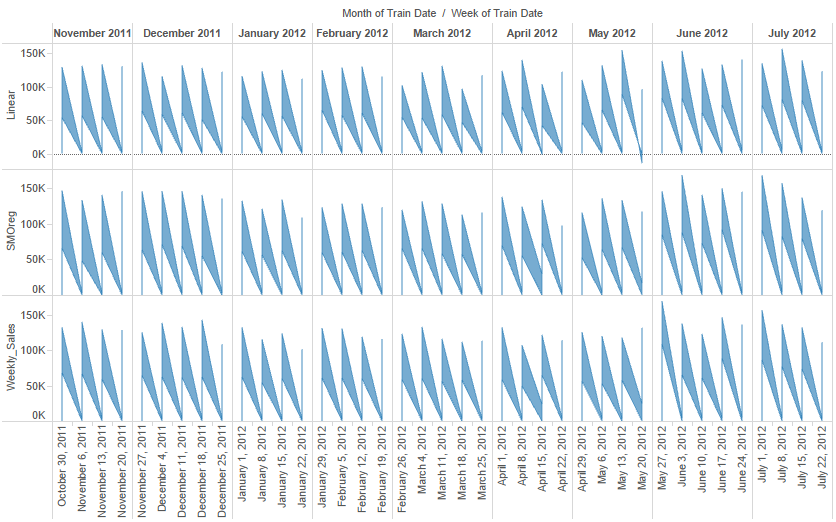 Month of Train Date / Week of Train Date
November 2011 December 2011 January 2012 February 2012 March 2012 April 2012 May 2012 June 2012 July 2012
Linear
150K
100K
50K
0K
SMOreg
150K
100K
50K
0K
Weekly_Sales
150K
100K
50K
0K
October 30, 2011
November 6, 2011
November 13, 2011
November 20, 2011
November 27, 2011
December 4, 2011
December 11, 2011
December 18, 2011
December 25, 2011
January 1, 2012
January 8, 2012
January 15, 2012
January 22, 2012
January 29, 2012
February 5, 2012
February 12, 2012
February 19, 2012
February 26, 2012
March 4, 2012
March 11, 2012
March 18, 2012
March 25, 2012
April 1, 2012
April 8, 2012
April 15, 2012
April 22, 2012
April 29, 2012
May 6, 2012
May 13, 2012
May 20, 2012
May 27, 2012
June 3, 2012
June 10, 2012
June 17, 2012
June 24, 2012
July 1, 2012
July 8, 2012
July 15, 2012
July 22, 2012